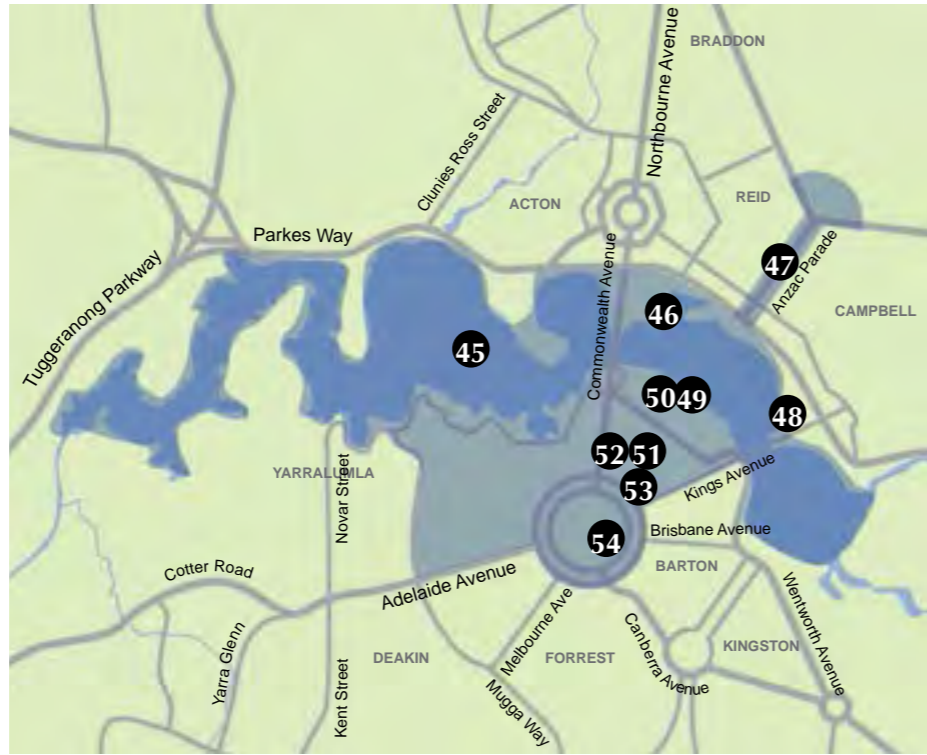 BRADDON
Northbourne Avenue
Clunies Ross Street
ACTON
REID
Parkes Way
47
Anzac Parade
CAMPBELL
Tuggeranong Parkway
Commonwealth Avenue
46
45
50
49
48
52
51
YARRALUMLA
Novar Street
53
Kings Avenue
54
Brisbane Avenue
BARTON
Cotter Road
Adelaide Avenue
Melbourne Ave
Wentworth Avenue
Canberra Avenue
KINGSTON
Yarra Glenn
Kent Street
DEAKIN
FORREST
Mugga Way